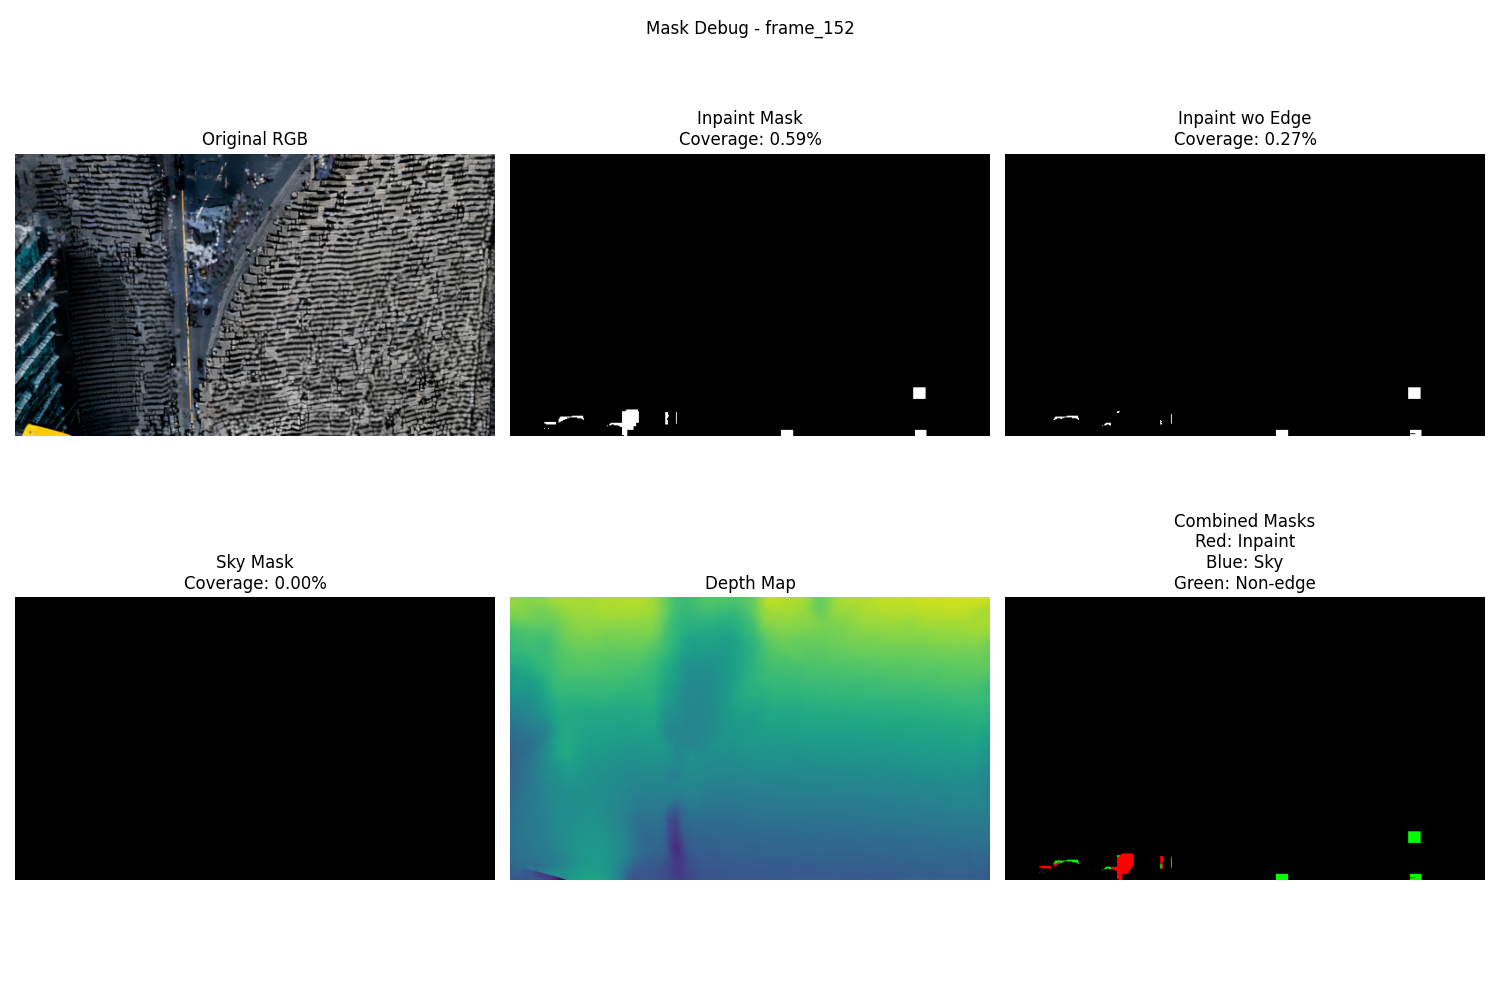 Mask Debug - frame_152
Original RGB
Inpaint Mask
Coverage: 0.59%
Inpaint wo Edge
Coverage: 0.27%
Sky Mask
Coverage: 0.00%
Depth Map
Combined Masks
Red: Inpaint
Blue: Sky
Green: Non-edge